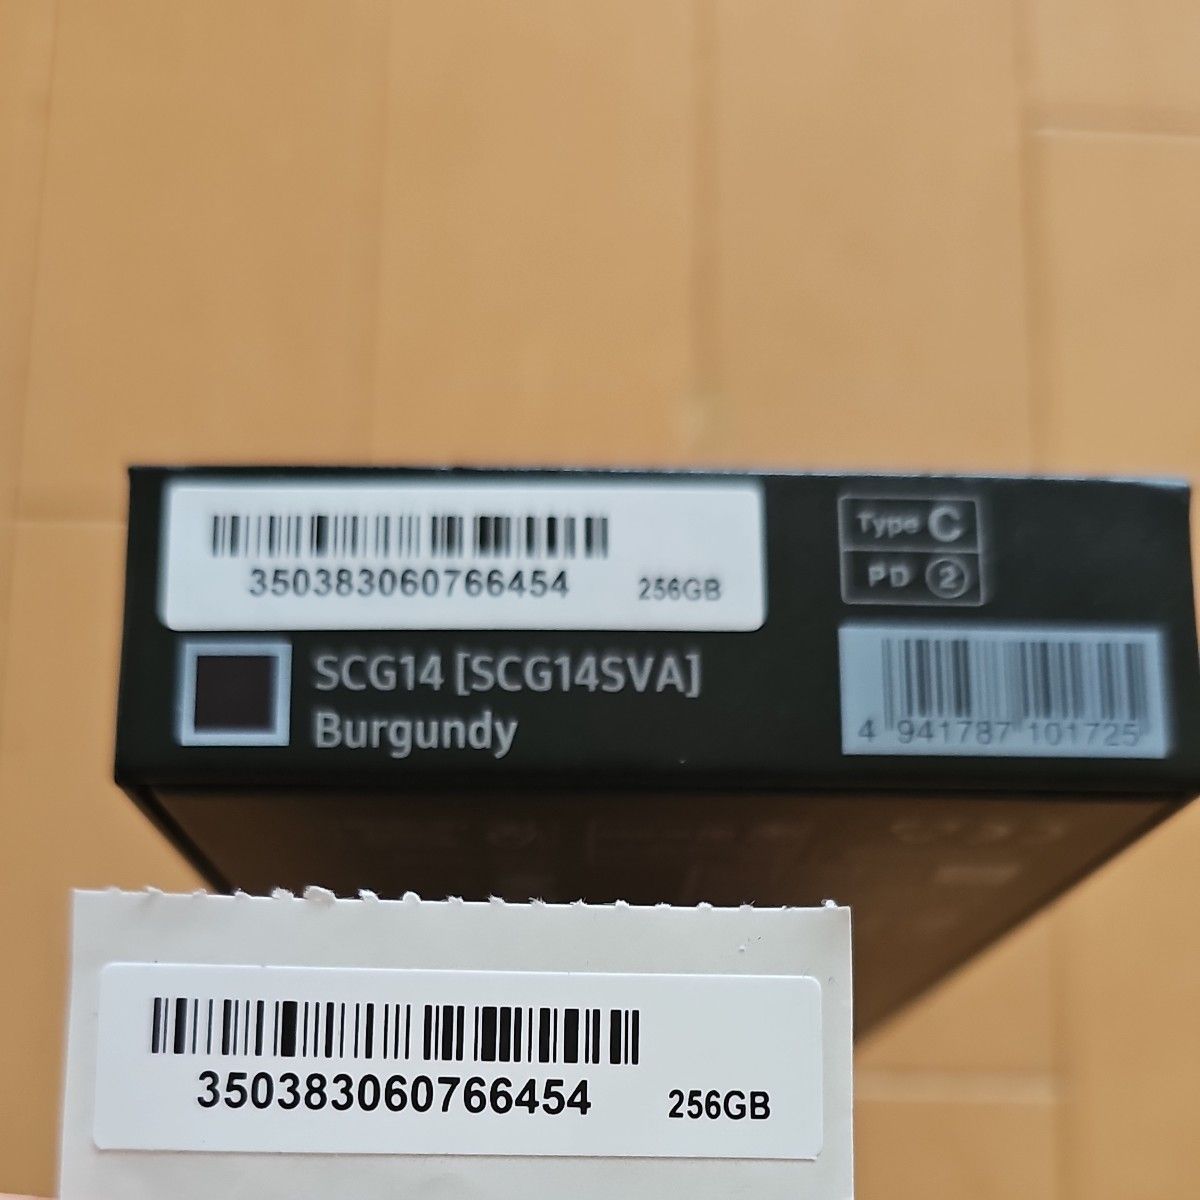 350383060766454 256GB
Type C
PD 2
SCG14 [SCG14SVA]
Burgundy
4 941787 101725
350383060766454 256GB